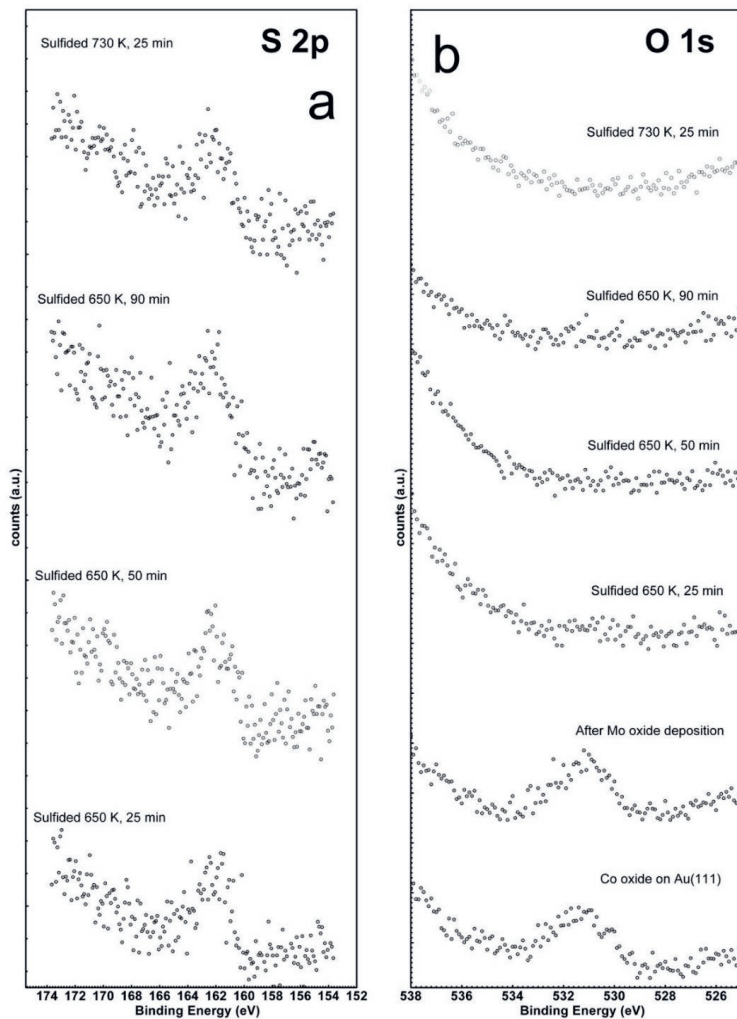 S 2p
Sulfided 730 K, 25 min
a
Sulfided 650 K, 90 min
Sulfided 650 K, 50 min
Sulfided 650 K, 25 min
counts (a.u.)
174 172 170 168 166 164 162 160 158 156 154 152
Binding Energy (eV)
b
O 1s
Sulfided 730 K, 25 min
Sulfided 650 K, 90 min
Sulfided 650 K, 50 min
Sulfided 650 K, 25 min
After Mo oxide deposition
Co oxide on Au(111)
counts (a.u.)
538 536 534 532 530 528 526
Binding Energy (eV)